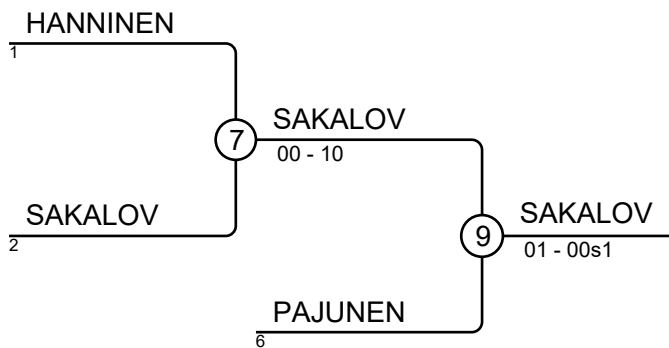 HANNINEN
1
7
SAKALOV
00 - 10
SAKALOV
2
9
SAKALOV
01 - 00s1
PAJUNEN
6